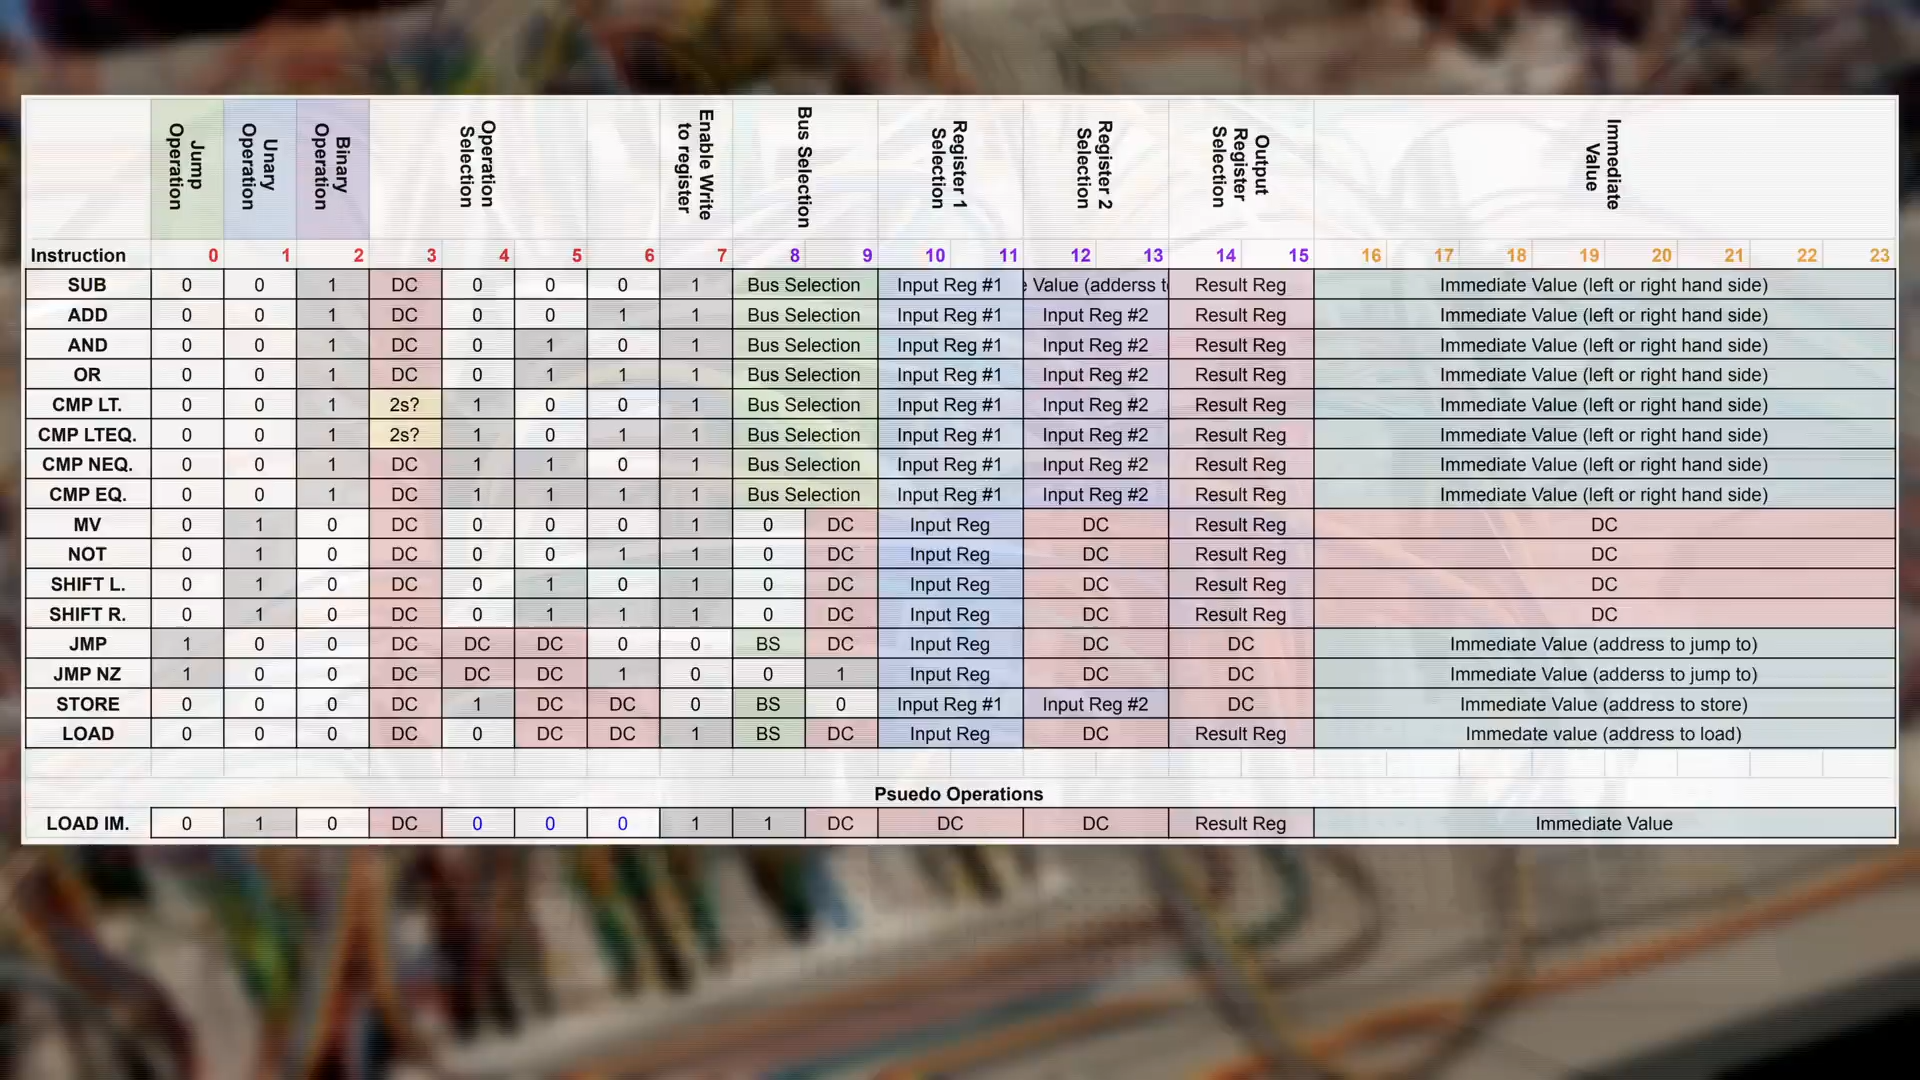 Jump Operation
Unary Operation
Binary Operation
Operation Selection
Enable Write to register
Bus Selection
Register 1 Selection
Register 2 Selection
Output Register Selection
Immediate Value
Instruction 0 1 2 3 4 5 6 7 8 9 10 11 12 13 14 15 16 17 18 19 20 21 22 23
SUB 0 0 1 DC 0 0 0 1 Bus Selection Input Reg #1 Value (adderss Result Reg Immediate Value (left or right hand side)
ADD 0 0 1 DC 0 0 1 1 Bus Selection Input Reg #1 Input Reg #2 Result Reg Immediate Value (left or right hand side)
AND 0 0 1 DC 0 1 0 1 Bus Selection Input Reg #1 Input Reg #2 Result Reg Immediate Value (left or right hand side)
OR 0 0 1 DC 0 1 1 1 Bus Selection Input Reg #1 Input Reg #2 Result Reg Immediate Value (left or right hand side)
CMP LT. 0 0 1 2s? 1 0 0 1 Bus Selection Input Reg #1 Input Reg #2 Result Reg Immediate Value (left or right hand side)
CMP LTEQ. 0 0 1 2s? 1 0 1 1 Bus Selection Input Reg #1 Input Reg #2 Result Reg Immediate Value (left or right hand side)
CMP NEQ. 0 0 1 DC 1 1 0 1 Bus Selection Input Reg #1 Input Reg #2 Result Reg Immediate Value (left or right hand side)
CMP EQ. 0 0 1 DC 1 1 1 1 Bus Selection Input Reg #1 Input Reg #2 Result Reg Immediate Value (left or right hand side)
MV 0 1 0 DC 0 0 0 1 0 DC Input Reg DC Result Reg DC
NOT 0 1 0 DC 0 0 1 1 0 DC Input Reg DC Result Reg DC
SHIFT L. 0 1 0 DC 0 1 0 1 0 DC Input Reg DC Result Reg DC
SHIFT R. 0 1 0 DC 0 1 1 1 0 DC Input Reg DC Result Reg DC
JMP 1 0 0 DC DC DC 0 0 BS DC Input Reg DC DC Immediate Value (address to jump to)
JMP NZ 1 0 0 DC DC DC 1 0 0 1 Input Reg DC DC Immediate Value (adderss to jump to)
STORE 0 0 0 DC 1 DC DC 0 BS 0 Input Reg #1 Input Reg #2 DC Immediate Value (address to store)
LOAD 0 0 0 DC 0 DC DC 1 BS DC Input Reg DC Result Reg Immedate value (address to load)
Psuedo Operations
LOAD IM. 0 1 0 DC 0 0 0 1 1 DC DC DC Result Reg Immediate Value